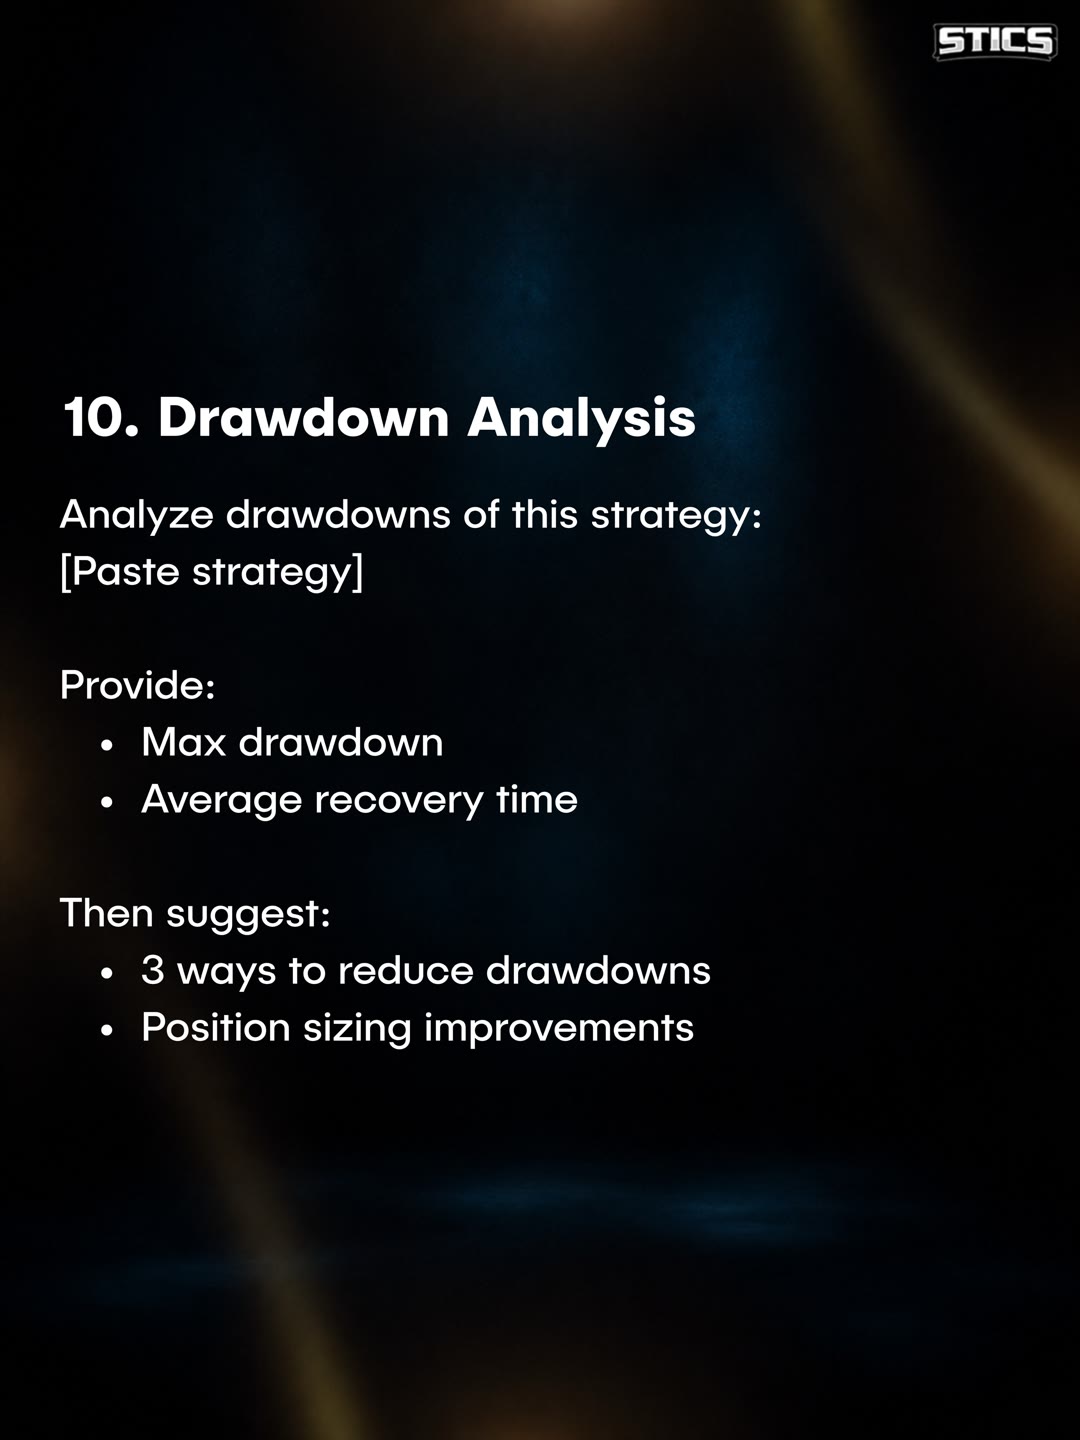 STICS
10. Drawdown Analysis
Analyze drawdowns of this strategy:
[Paste strategy]
Provide:
• Max drawdown
• Average recovery time
Then suggest:
• 3 ways to reduce drawdowns
• Position sizing improvements